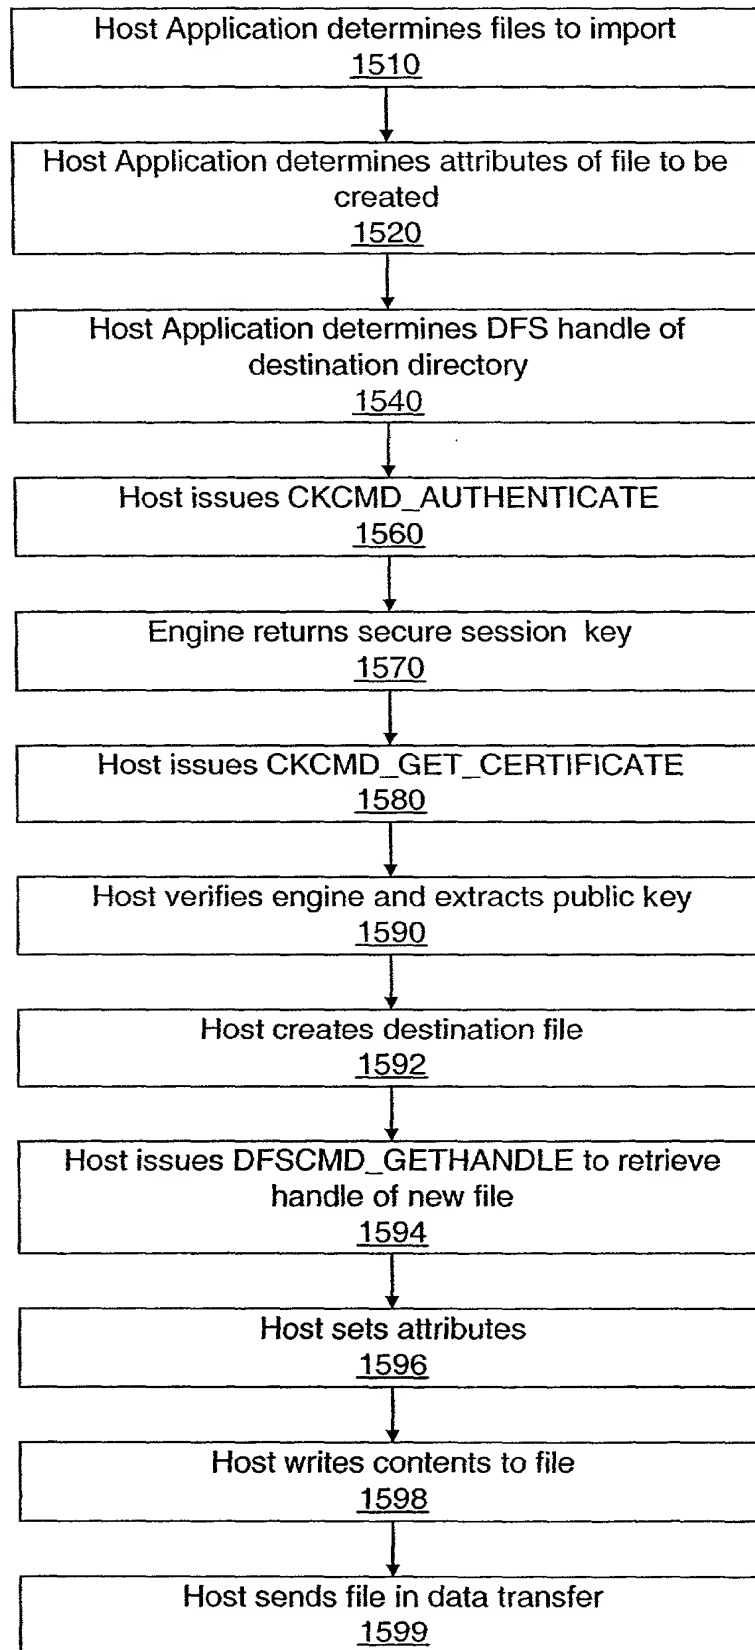 Host Application determines files to import
1510
Host Application determines attributes of file to be
created
1520
Host Application determines DFS handle of
destination directory
1540
Host issues CKCMD_AUTHENTICATE
1560
Engine returns secure session key
1570
Host issues CKCMD_GET_CERTIFICATE
1580
Host verifies engine and extracts public key
1590
Host creates destination file
1592
Host issues DFSCMD_GETHANDLE to retrieve
handle of new file
1594
Host sets attributes
1596
Host writes contents to file
1598
Host sends file in data transfer
1599